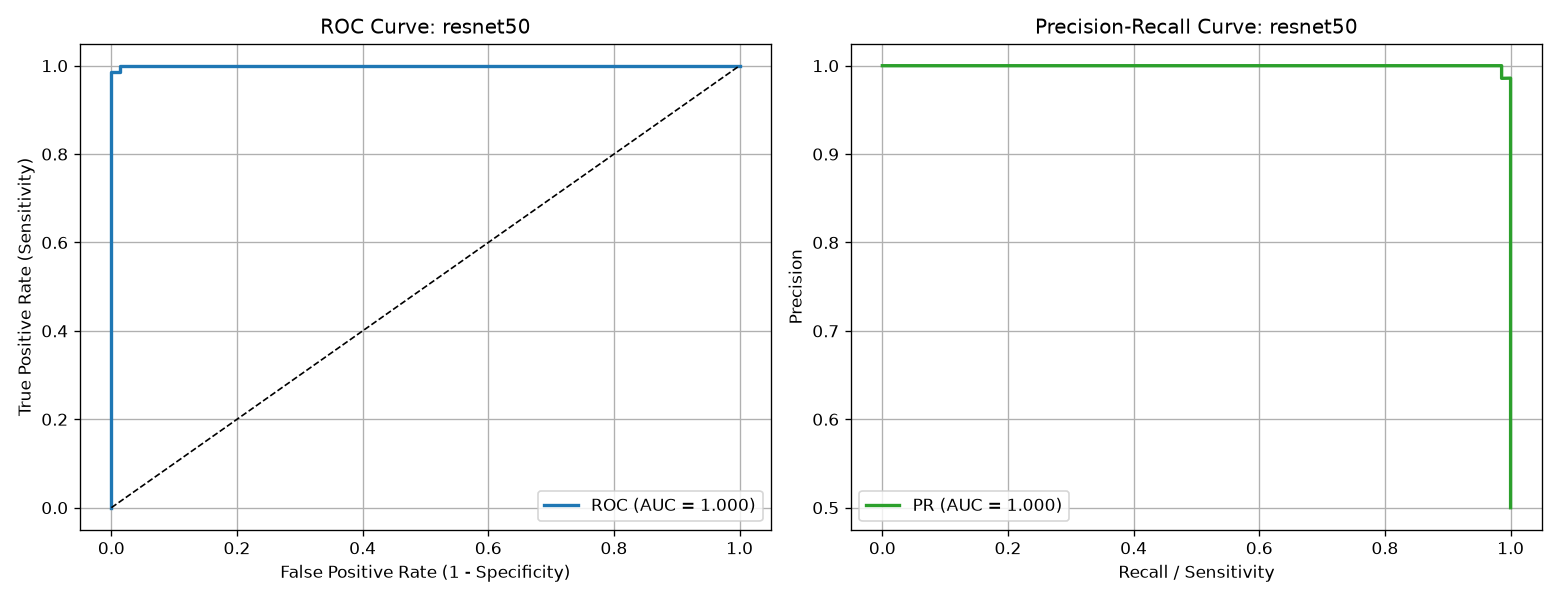 ROC Curve: resnet50
True Positive Rate (Sensitivity)
1.0
0.8
0.6
0.4
0.2
0.0
0.0 0.2 0.4 0.6 0.8 1.0
False Positive Rate (1 - Specificity)
ROC (AUC = 1.000)
Precision-Recall Curve: resnet50
Precision
1.0
0.9
0.8
0.7
0.6
0.5
0.0 0.2 0.4 0.6 0.8 1.0
Recall / Sensitivity
PR (AUC = 1.000)